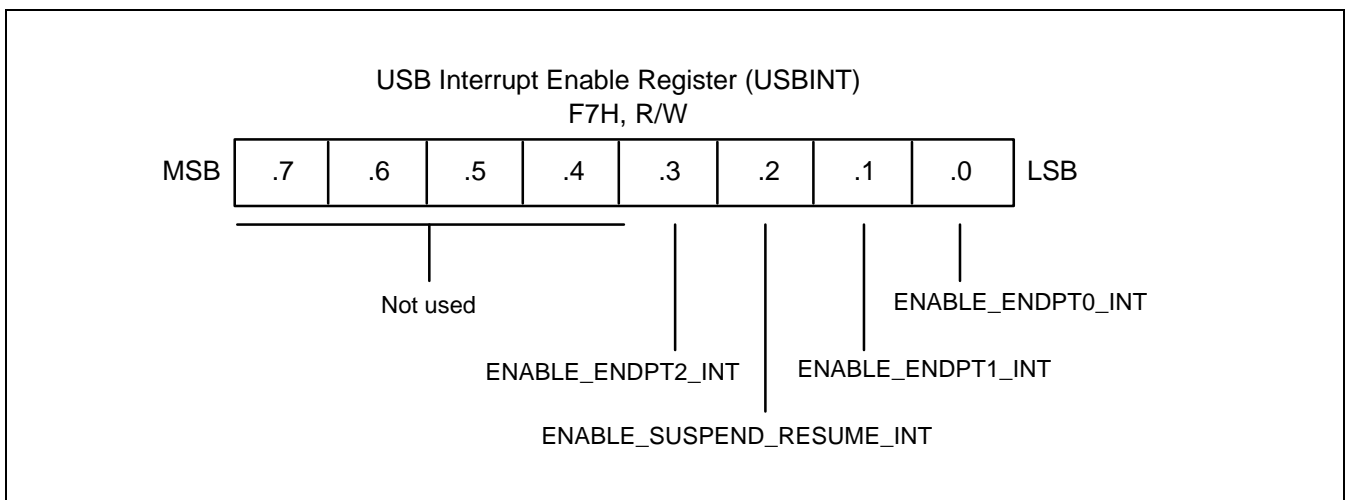 USB Interrupt Enable Register (USBINT)
F7H, R/W
MSB .7 .6 .5 .4 .3 .2 .1 .0 LSB
Not used
ENABLE_ENDPT0_INT
ENABLE_ENDPT2_INT
ENABLE_ENDPT1_INT
ENABLE_SUSPEND_RESUME_INT